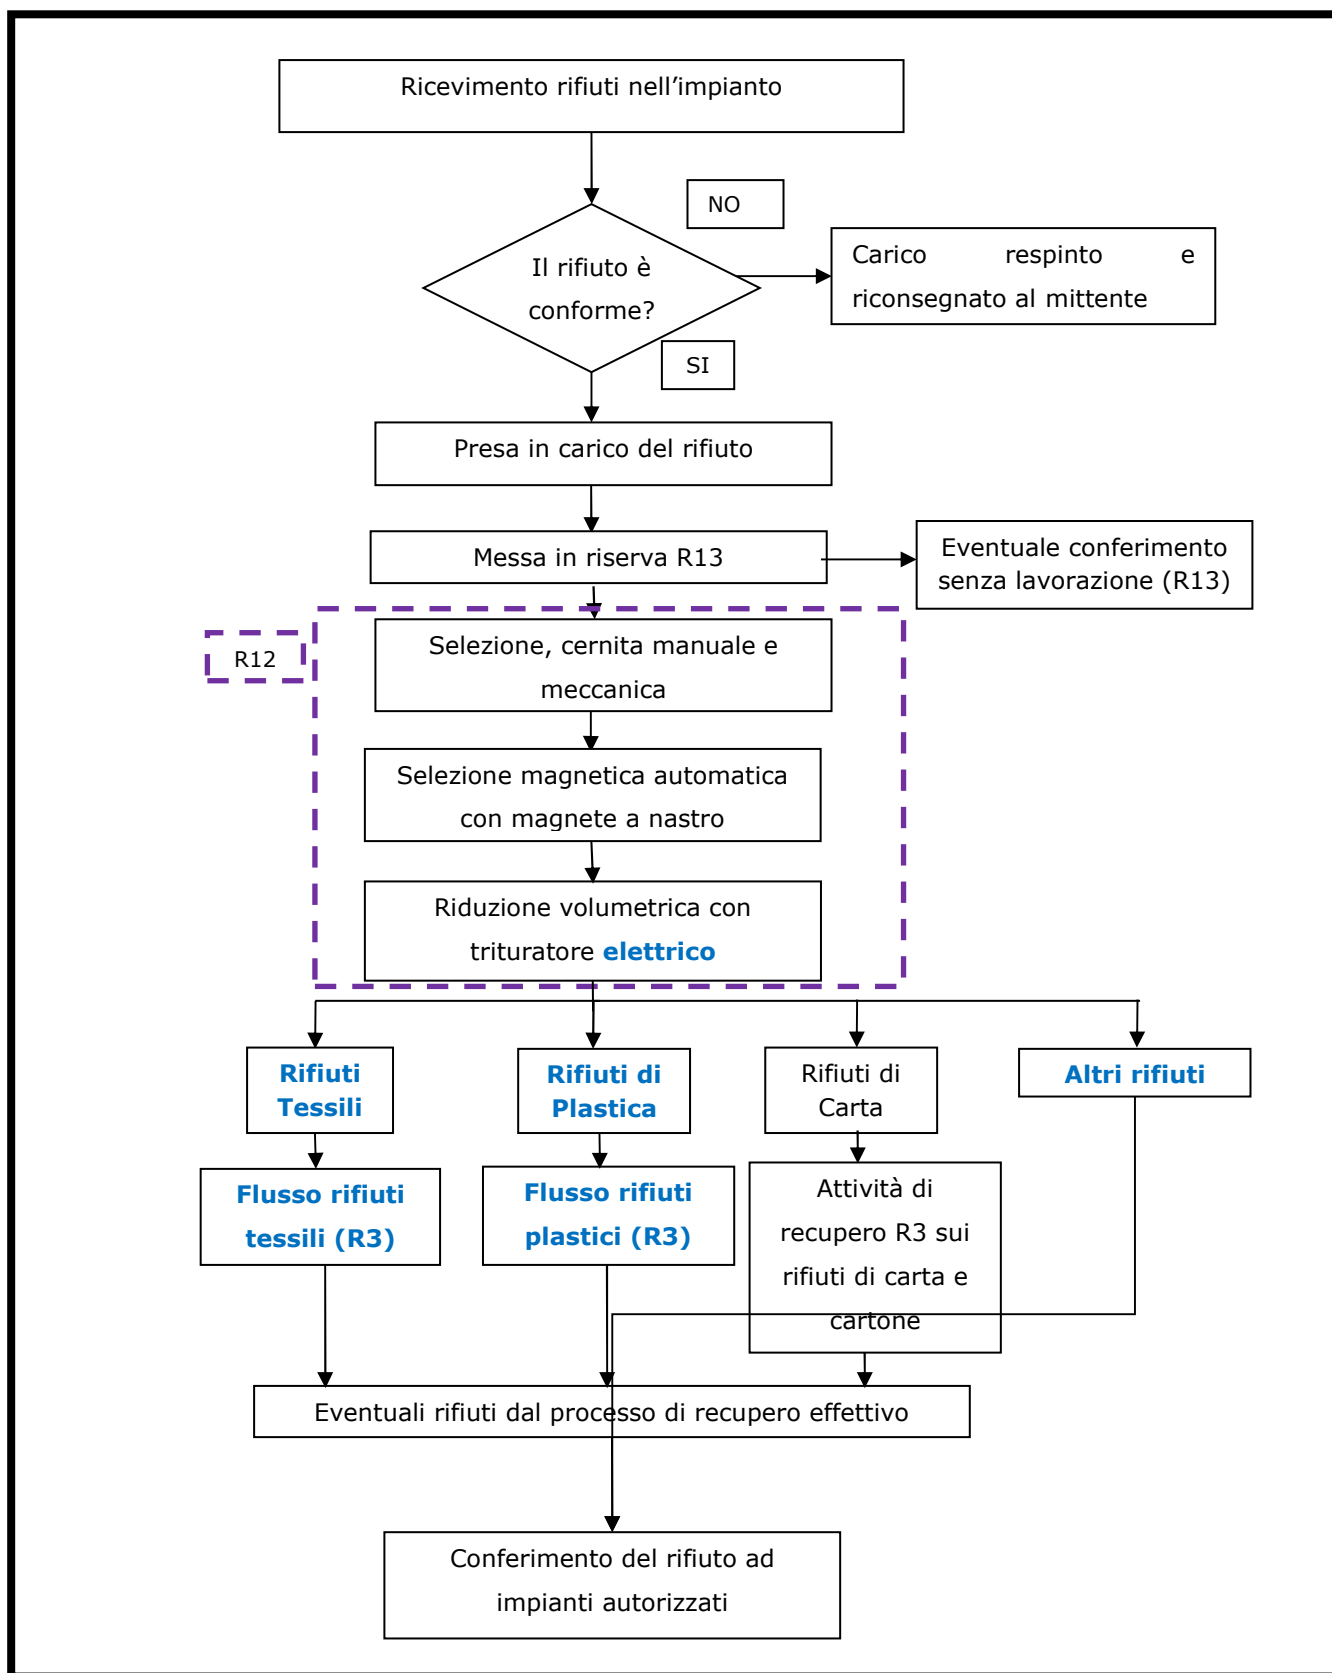 Ricevimento rifiuti nell'impianto
NO
Il rifiuto è
conforme?
Carico respinto e
riconsegnato al mittente
SI
Presa in carico del rifiuto
Messa in riserva R13
Eventuale conferimento
senza lavorazione (R13)
R12
Selezione, cernita manuale e
meccanica
Selezione magnetica automatica
con magnete a nastro
Riduzione volumetrica con
trituratore elettrico
Rifiuti
Tessili
Rifiuti di
Plastica
Rifiuti di
Carta
Altri rifiuti
Flusso rifiuti
tessili (R3)
Flusso rifiuti
plastici (R3)
Attività di
recupero R3 sui
rifiuti di carta e
cartone
Eventuali rifiuti dal processo di recupero effettivo
Conferimento del rifiuto ad
impianti autorizzati